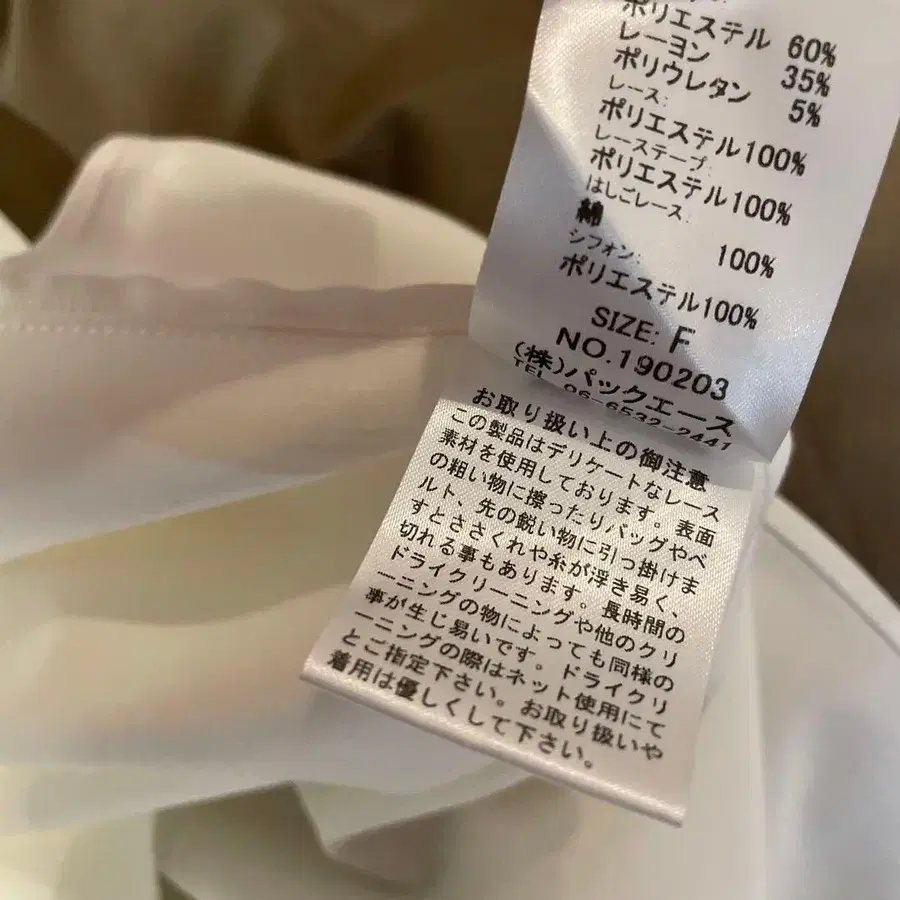 ポリエステル 60%
レーヨン 35%
ポリウレタン 5%
レース:
ポリエステル100%
レーステープ:
ポリエステル100%
はしごレース:
綿 100%
シフォン:
ポリエステル100%
SIZE: F
NO.190203
(株)パックエース
TEL 06-6532-2441
お取り扱い上の御注意
この製品はデリケートなレース
素材を使用しております。表面
の粗い物に擦ったりバッグやベ
ルト、先の鋭い物に引っ掛けま
すとささくれや糸が浮き易く、
切れる事もあります。長時間の
ドライクリーニングや他のクリ
ーニングの物によっても同様の
事が生じ易いです。ドライクリ
ーニングの際はネット使用にて
とご指定下さい。お取り扱いや
着用は優しくして下さい。